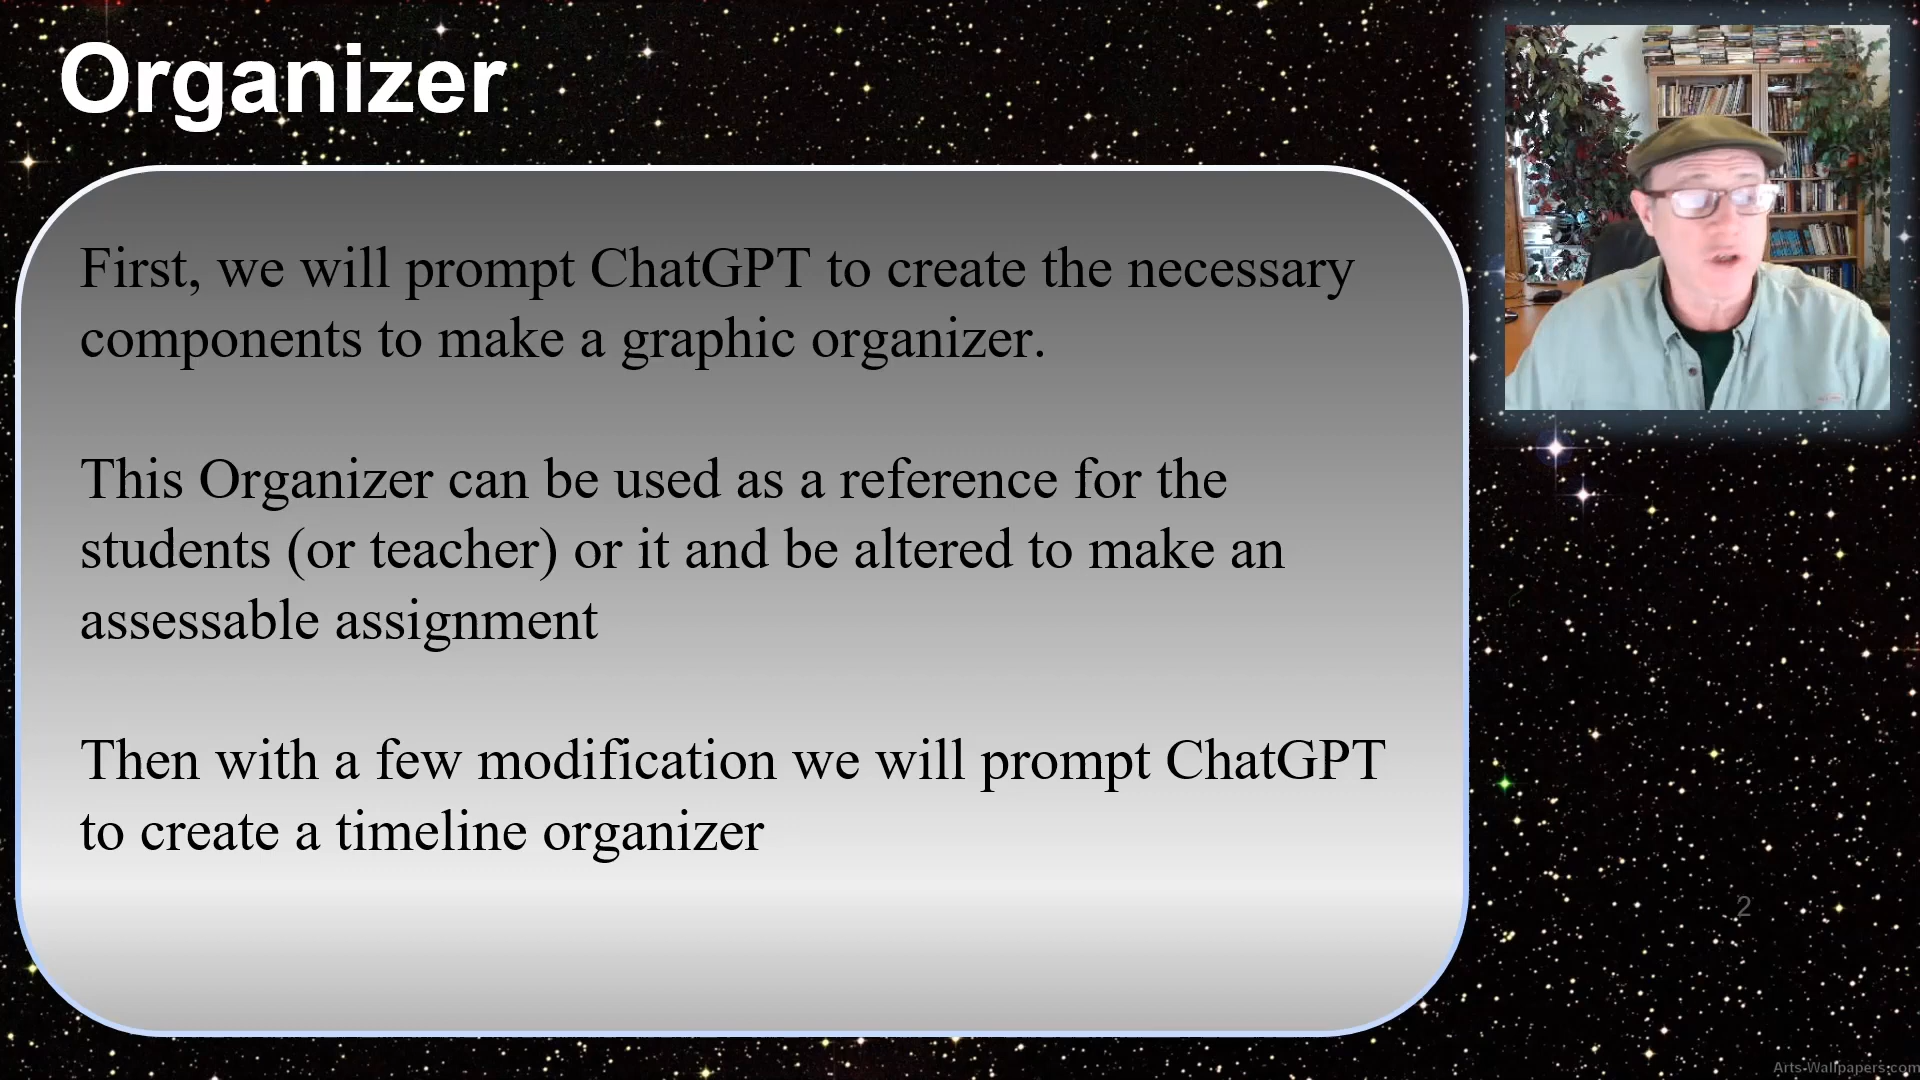 Organizer
First, we will prompt ChatGPT to create the necessary
components to make a graphic organizer.
This Organizer can be used as a reference for the
students (or teacher) or it and be altered to make an
assessable assignment
Then with a few modification we will prompt ChatGPT
to create a timeline organizer
2
Arts-Wallpapers.com